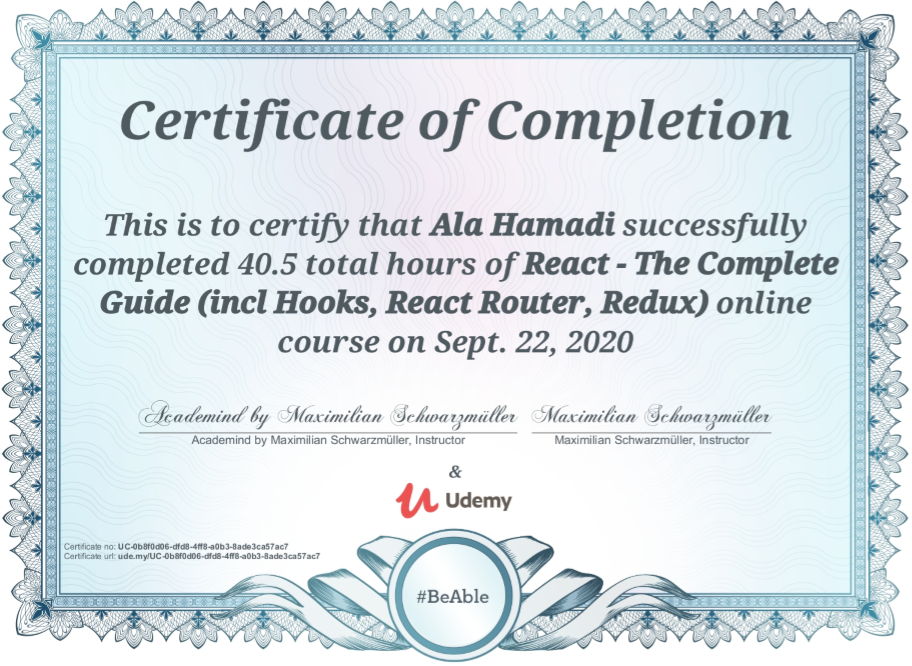 Certificate of Completion
This is to certify that Ala Hamadi successfully
completed 40.5 total hours of React - The Complete
Guide (incl Hooks, React Router, Redux) online
course on Sept. 22, 2020
Academind by Maximilian Schwarzmüller Maximilian Schwarzmüller
Academind by Maximilian Schwarzmüller, Instructor Maximilian Schwarzmüller, Instructor
&
Udemy
Certificate no: UC-0b8f0d06-dfd8-4ff8-a0b3-8ade3ca57ac7
Certificate url: ude.my/UC-0b8f0d06-dfd8-4ff8-a0b3-8ade3ca57ac7
#BeAble